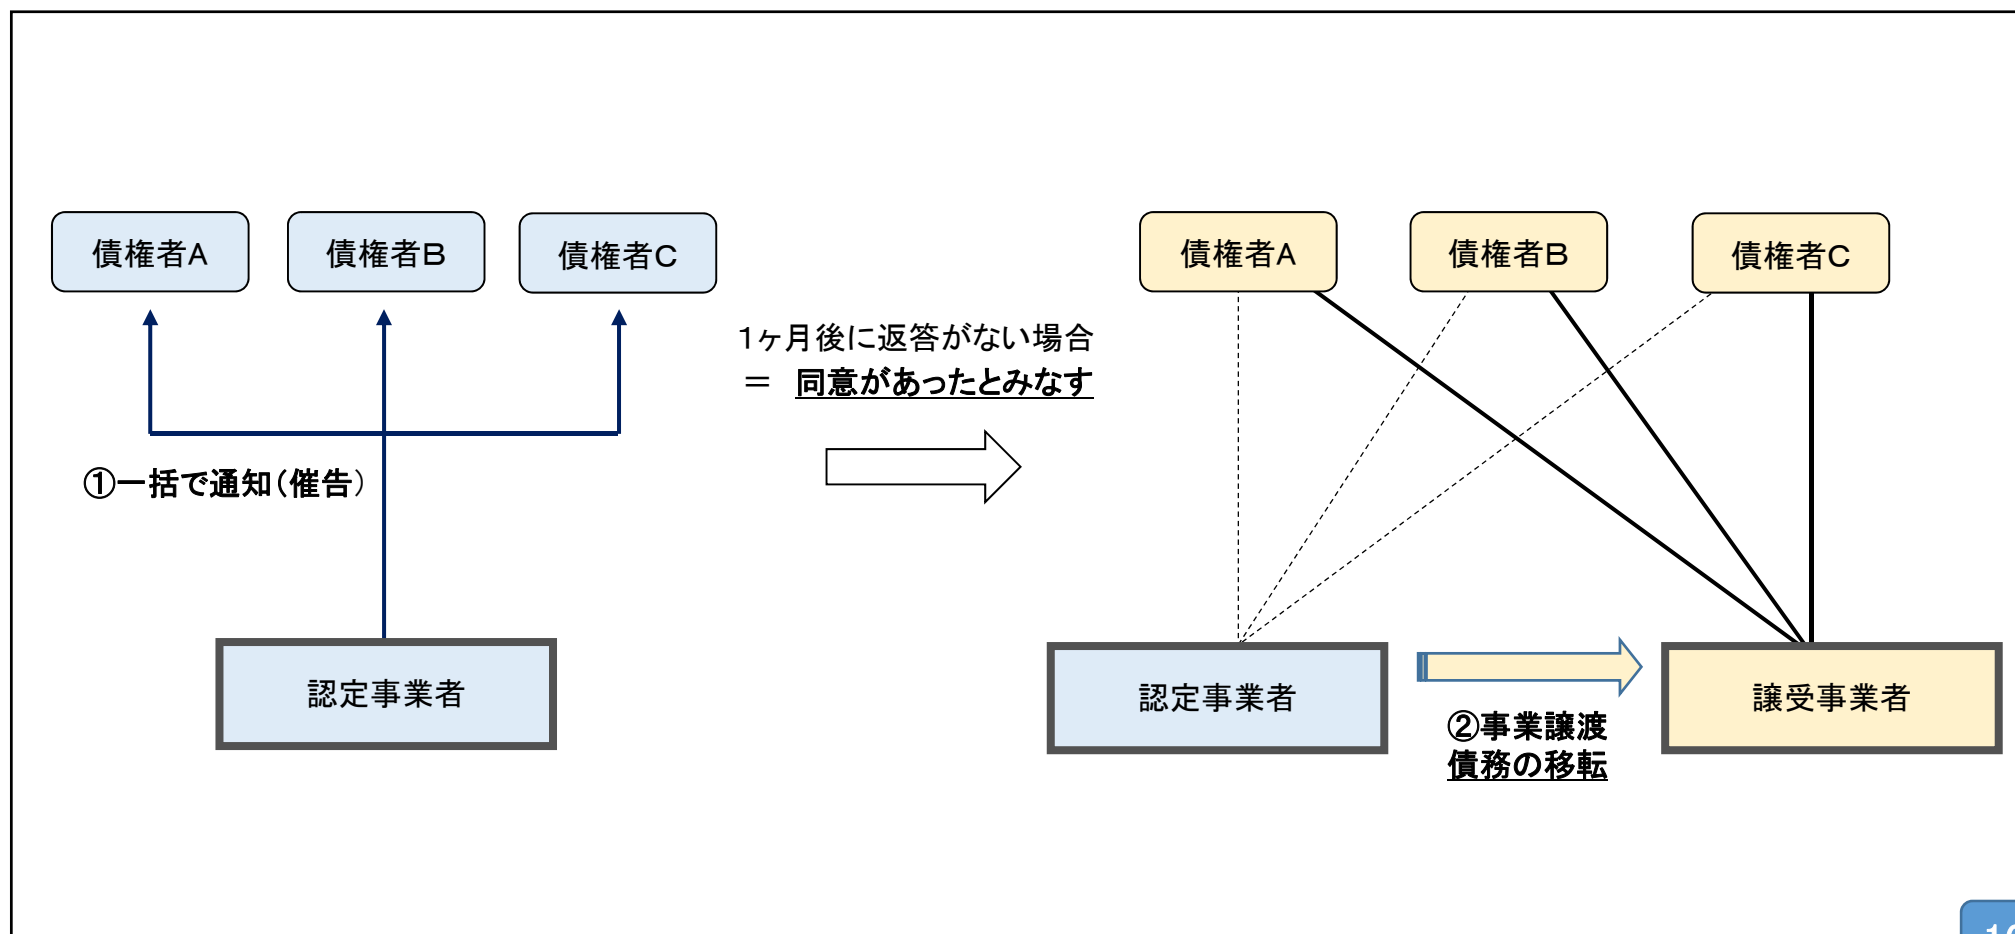 債権者A
債権者B
債権者C
①一括で通知（催告）
認定事業者
1ヶ月後に返答がない場合
＝ 同意があったとみなす
債権者A
債権者B
債権者C
認定事業者
②事業譲渡
債務の移転
譲受事業者